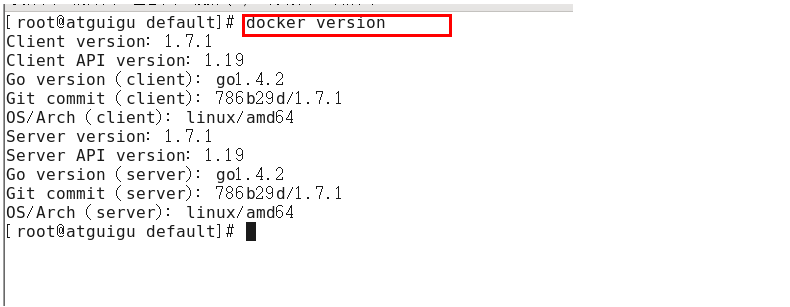 [root@atguigu default]# docker version
Client version: 1.7.1
Client API version: 1.19
Go version (client): go1.4.2
Git commit (client): 786b29d/1.7.1
OS/Arch (client): linux/amd64
Server version: 1.7.1
Server API version: 1.19
Go version (server): go1.4.2
Git commit (server): 786b29d/1.7.1
OS/Arch (server): linux/amd64
[root@atguigu default]#